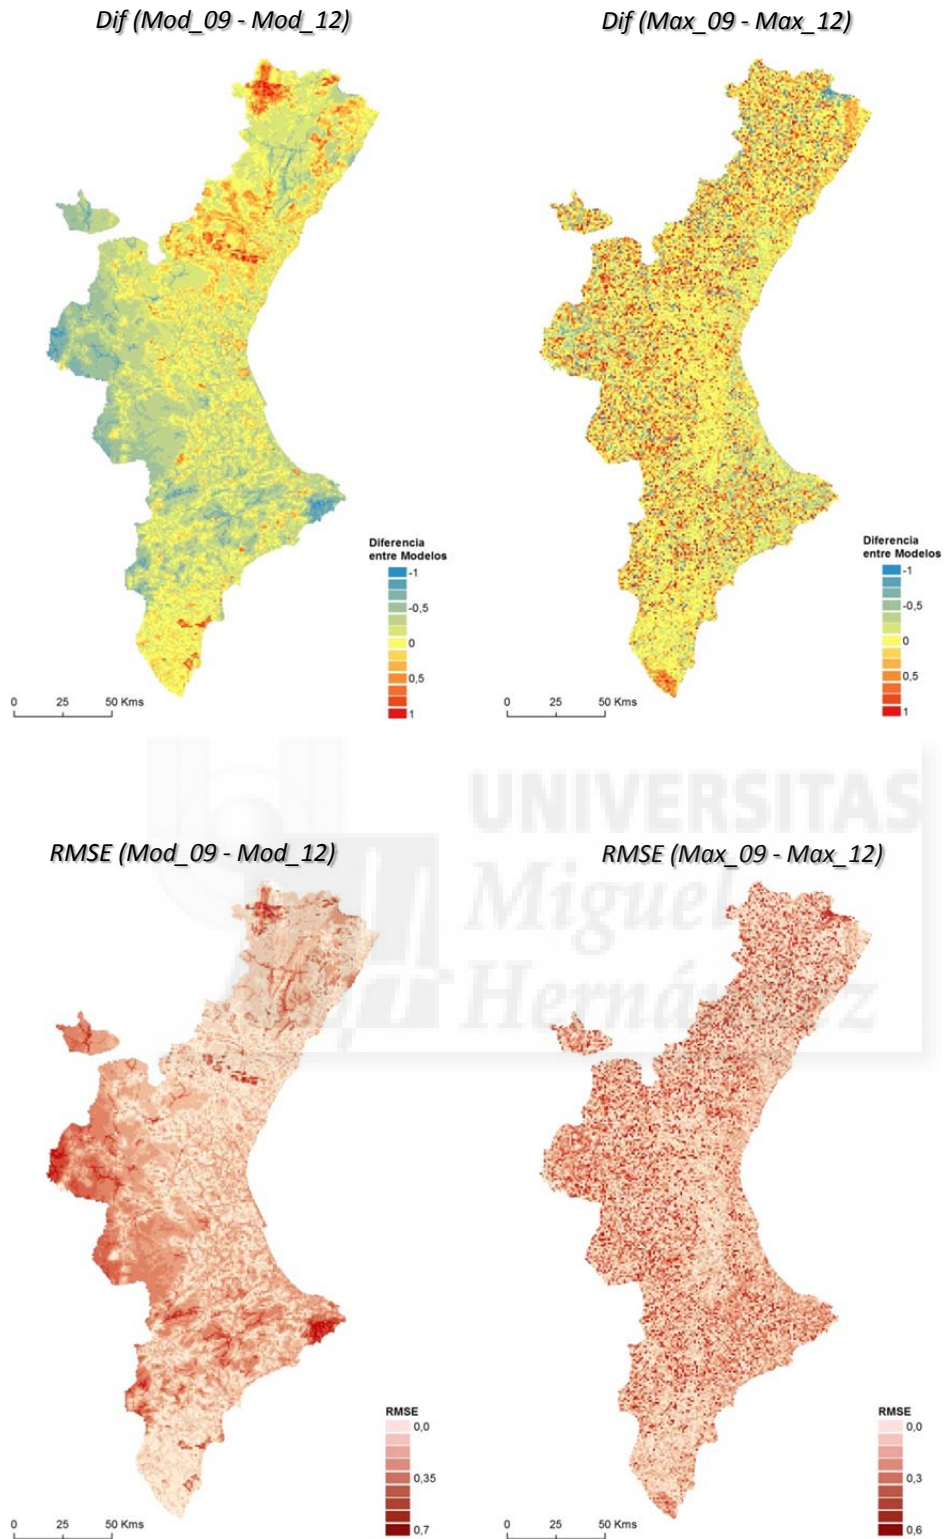 Dif (Mod_09 - Mod_12)
Dif (Max_09 - Max_12)
Diferencia
entre Modelos
-1
-0,5
0
0,5
1
0 25 50 Kms
Diferencia
entre Modelos
-1
-0,5
0
0,5
1
0 25 50 Kms
UNIVERSITAS
Miguel
Hernández
RMSE (Mod_09 - Mod_12)
RMSE (Max_09 - Max_12)
RMSE
0,0
0,35
0,7
0 25 50 Kms
RMSE
0,0
0,3
0,6
0 25 50 Kms